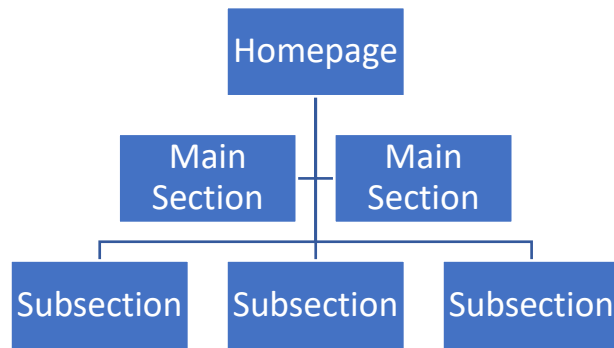 Homepage
Main
Section
Main
Section
Subsection
Subsection
Subsection